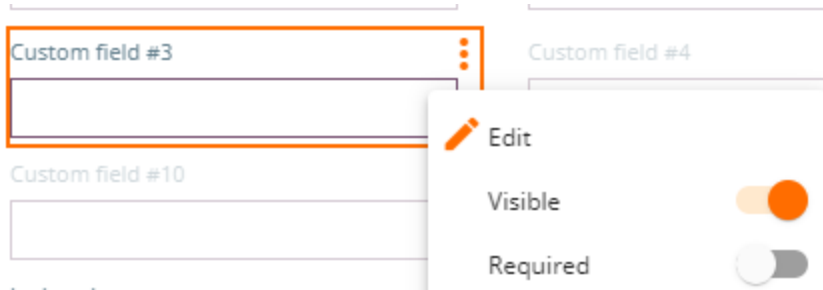 Custom field #3
Custom field #4
Edit
Custom field #10
Visible
Required